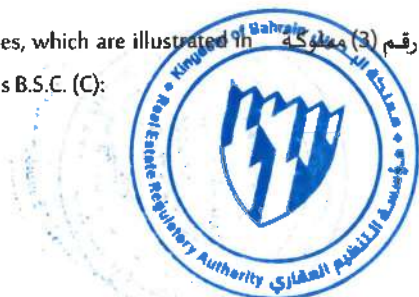 es, which are illustrated in رقم (3) مملوكة
s B.S.C. (C):
Kingdom of Bahrain • مملكة البحرين
Real Estate Regulatory Authority مؤسسة التنظيم العقاري